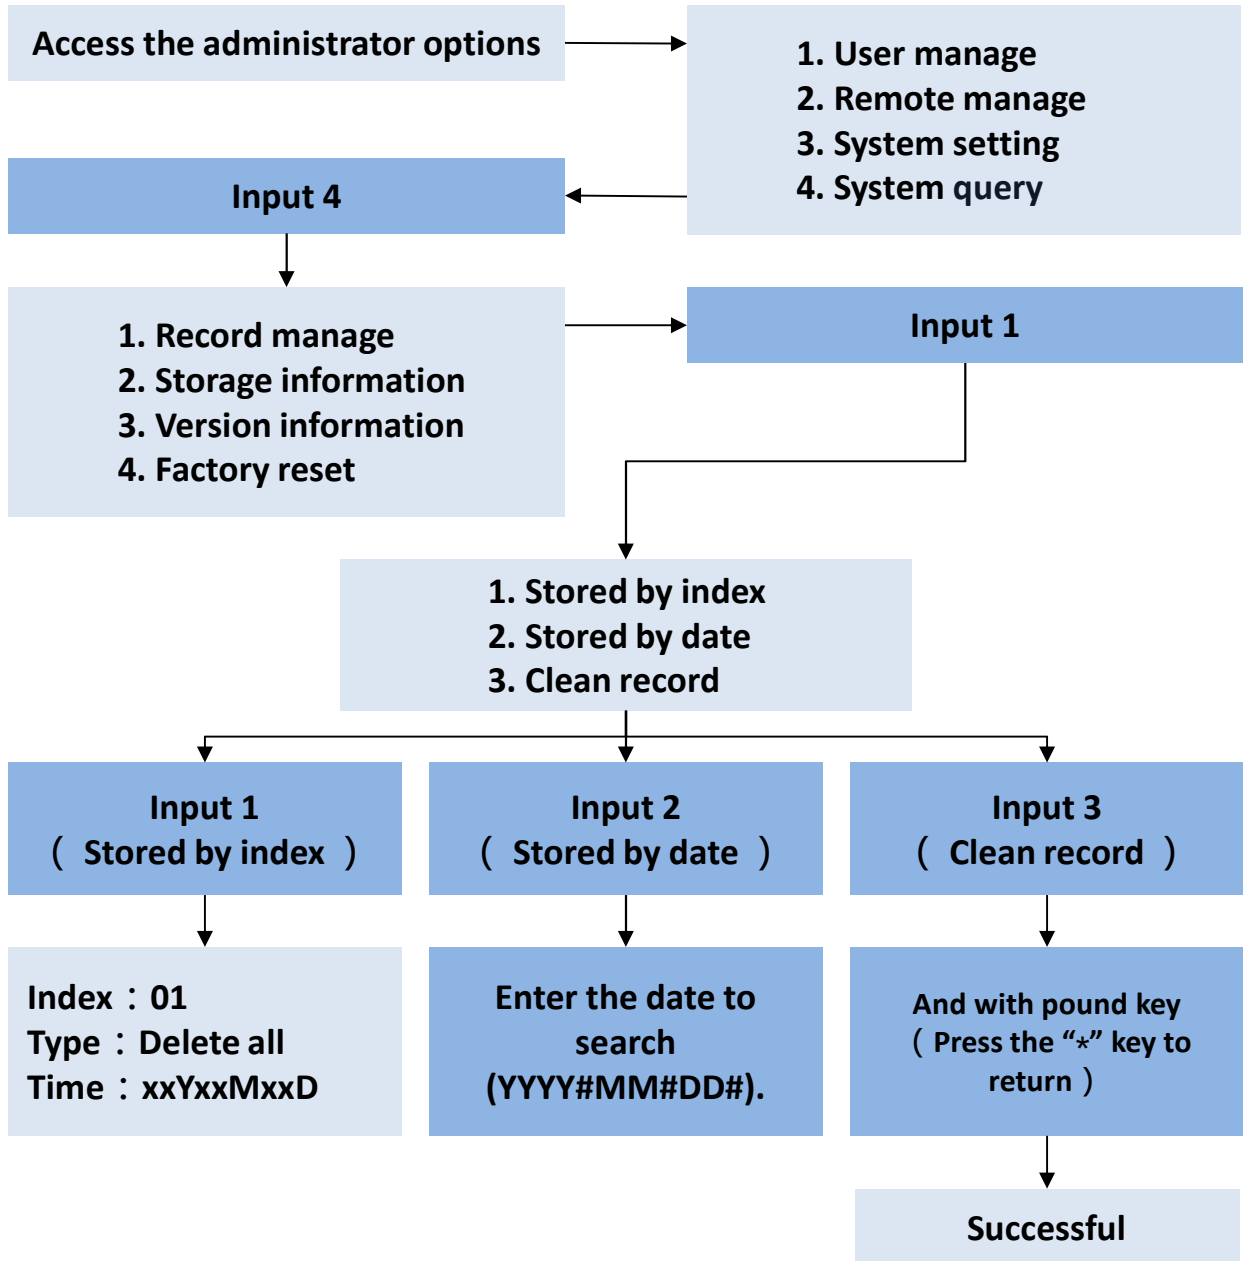 Access the administrator options
1. User manage
2. Remote manage
3. System setting
4. System query
Input 4
1. Record manage
2. Storage information
3. Version information
4. Factory reset
Input 1
1. Stored by index
2. Stored by date
3. Clean record
Input 1
（ Stored by index ）
Input 2
（ Stored by date ）
Input 3
（ Clean record ）
Index：01
Type：Delete all
Time：xxYxxMxxD
Enter the date to
search
(YYYY#MM#DD#).
And with pound key
（ Press the “*” key to
return ）
Successful